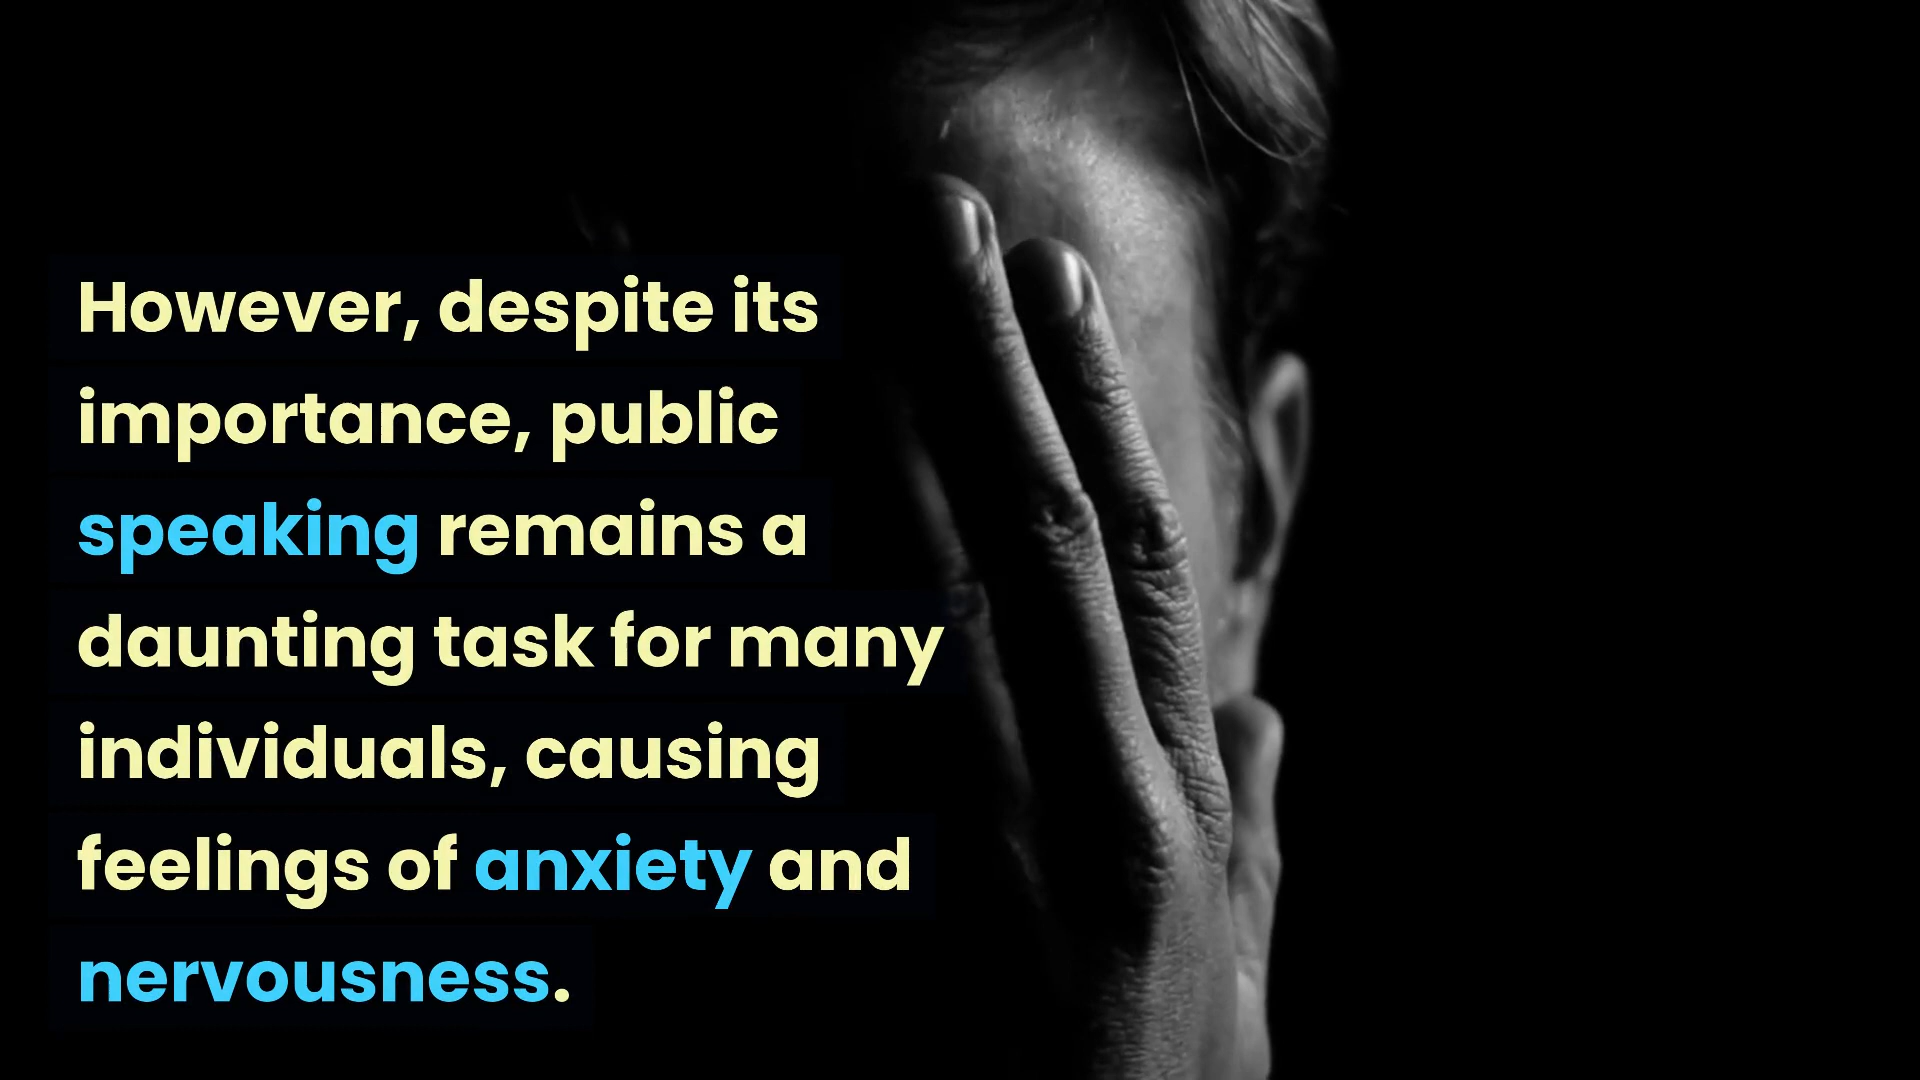 However, despite its
importance, public
speaking remains a
daunting task for many
individuals, causing
feelings of anxiety and
nervousness.